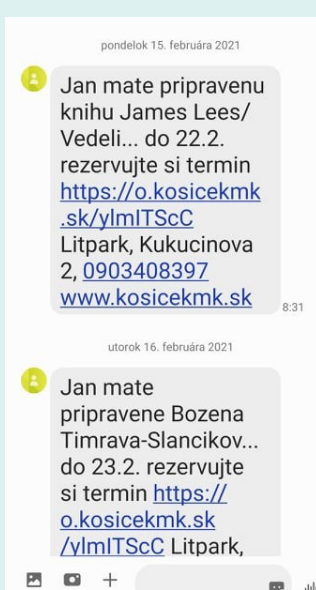 pondelok 15. februára 2021
Jan mate pripravenu
knihu James Lees/
Vedeli... do 22.2.
rezervujte si termin
https://o.kosicekmk
.sk/ylmITScC
Litpark, Kukucinova
2, 0903408397
www.kosicekmk.sk
8:31
utorok 16. februára 2021
Jan mate
pripravene Bozena
Timrava-Slancikov...
do 23.2. rezervujte
si termin https://
o.kosicekmk.sk
/ylmITScC Litpark,